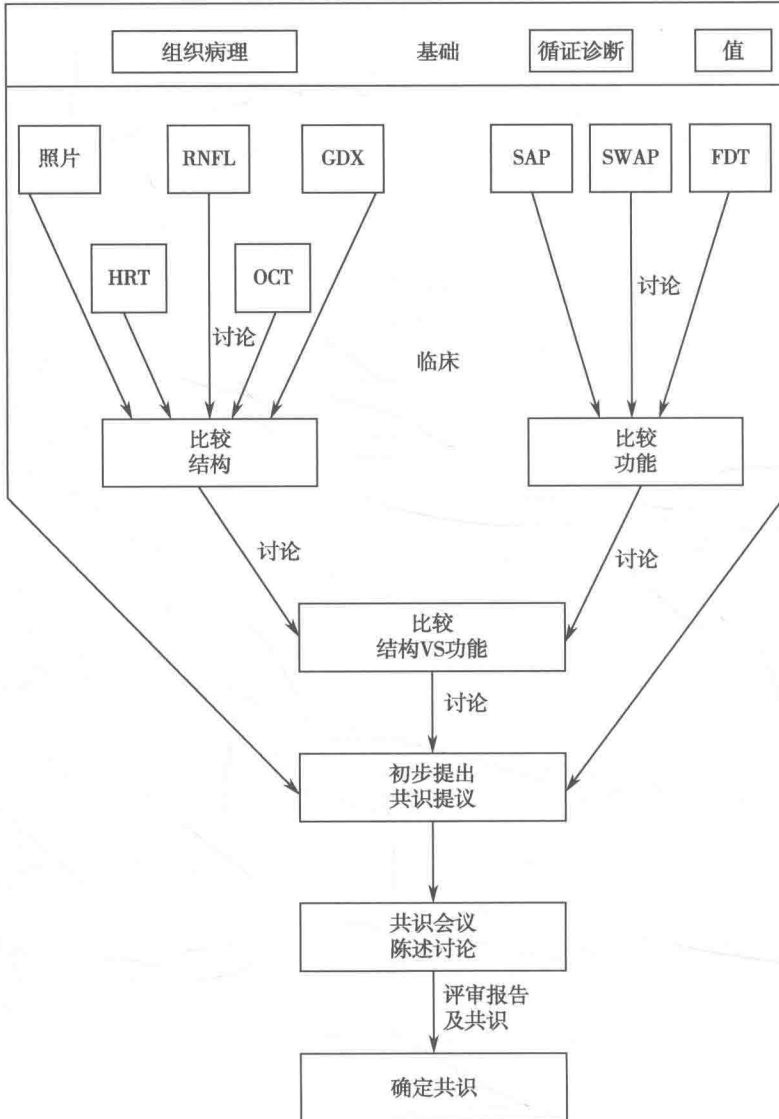 组织病理
基础
循证诊断
值
照片
RNFL
GDX
SAP
SWAP
FDT
HRT
OCT
讨论
讨论
临床
比较
结构
比较
功能
讨论
讨论
比较
结构VS功能
讨论
初步提出
共识提议
共识会议
陈述讨论
评审报告
及共识
确定共识